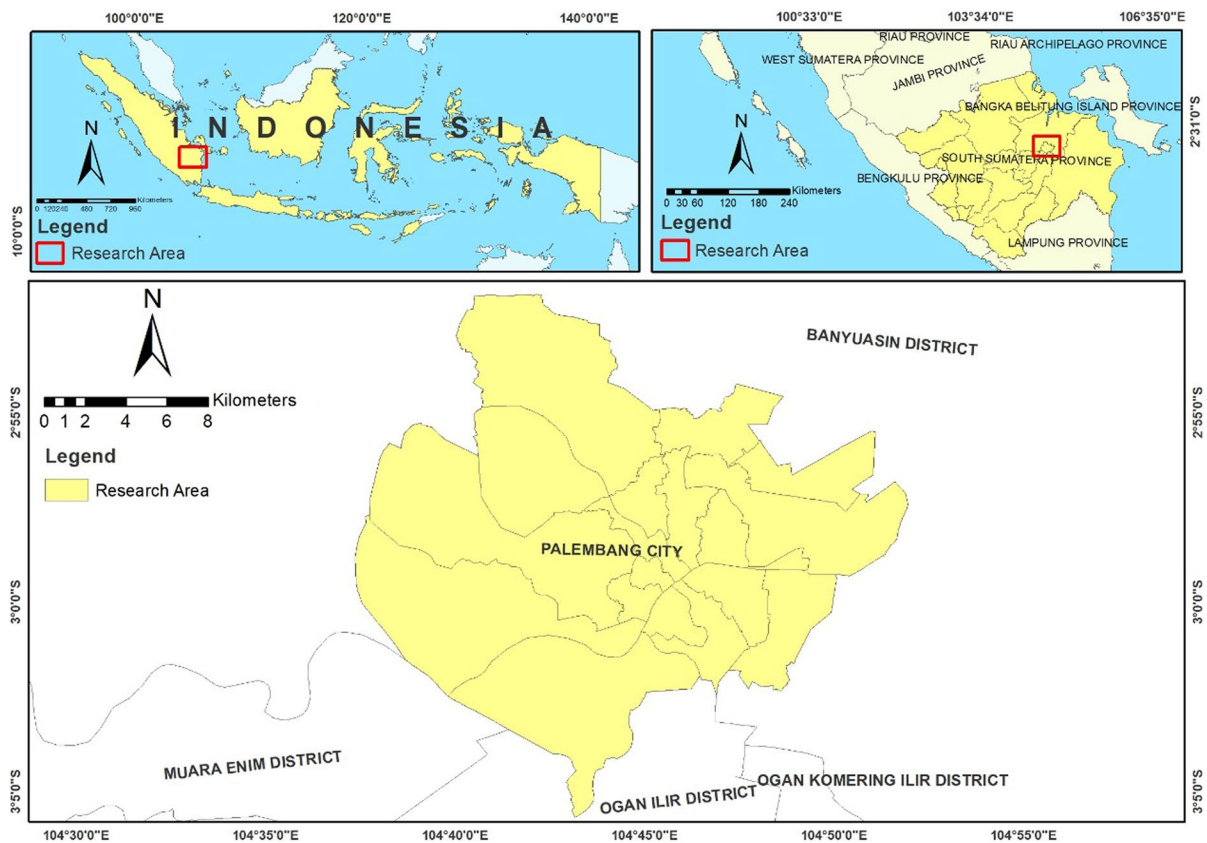 100°0'0"E 120°0'0"E 140°0'0"E
10°0'0"S
INDONESIA
N
Kilometers
0 120240 480 720 960
Legend
Research Area
100°33'0"E 103°34'0"E 106°35'0"E
2°31'0"S
RIAU PROVINCE
RIAU ARCHIPELAGO PROVINCE
WEST SUMATERA PROVINCE
JAMBI PROVINCE
BANGKA BELITUNG ISLAND PROVINCE
SOUTH SUMATERA PROVINCE
BENGKULU PROVINCE
LAMPUNG PROVINCE
N
Kilometers
0 30 60 120 180 240
Legend
Research Area
N
Kilometers
0 1 2 4 6 8
Legend
Research Area
BANYUASIN DISTRICT
PALEMBANG CITY
MUARA ENIM DISTRICT
OGAN KOMERING ILIR DISTRICT
OGAN ILIR DISTRICT
2°55'0"S
3°0'0"S
3°5'0"S
2°55'0"S
3°0'0"S
3°5'0"S
104°30'0"E 104°35'0"E 104°40'0"E 104°45'0"E 104°50'0"E 104°55'0"E